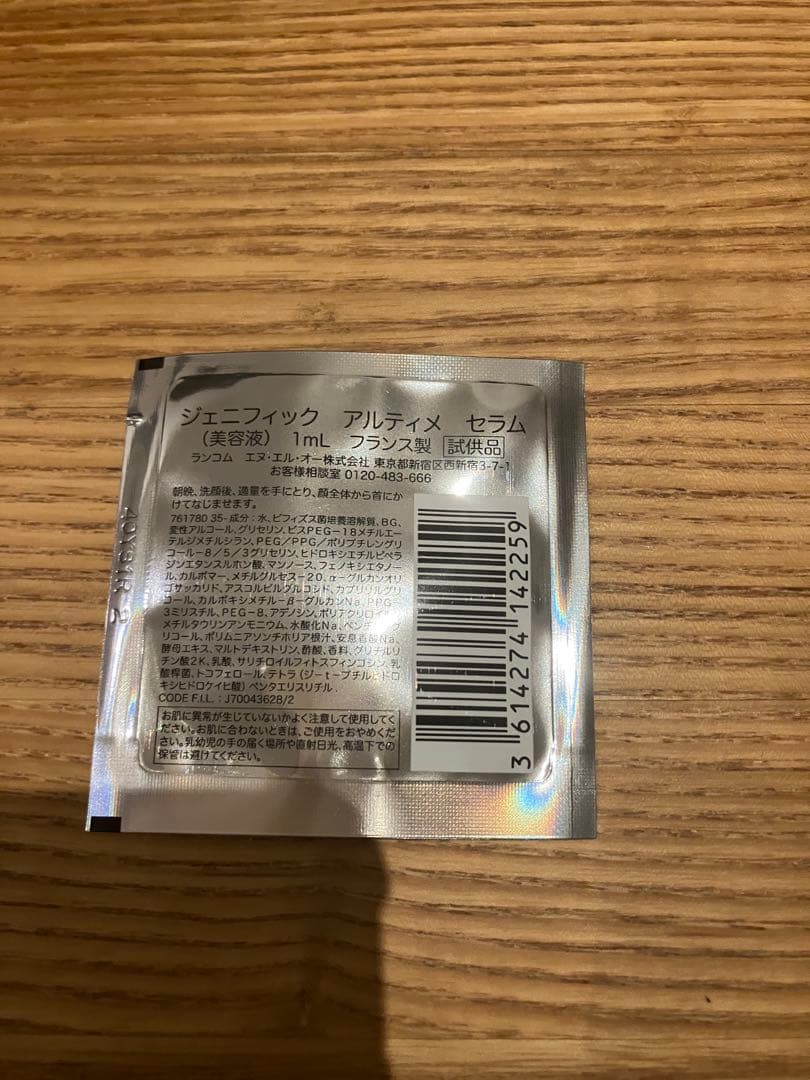 ジェニフィック アルティメ セラム
(美容液) 1mL フランス製 試供品
ランコム エヌ・エル・オー株式会社 東京都新宿区西新宿3-7-1
お客様相談室 0120-483-666
朝晩、洗顔後、適量を手にとり、顔全体から首にか
けてなじませます。
761780 35-成分:水、ビフィズス菌培養溶解質、BG、
変性アルコール、グリセリン、ビスPEG-18メチルエー
テルジメチルシラン、PEG/PPG/ポリブチレングリ
コール-8/5/3グリセリン、ヒドロキシエチルピペラ
ジンエタンスルホン酸、マンノース、フェノキシエタノー
ル、カルボマー、メチルグルセス-20、α-グルカンオリ
ゴサッカリド、アスコルビルグルコシド、カプリリルグリ
コール、カルボキシメチル-β-グルカンNa、PPG-
3ミリスチル、PEG-8、アデノシン、ポリアクリロイル
メチルタウリンアンモニウム、水酸化Na、ペンチレング
リコール、ポリムニアソンチホリア根汁、安息香酸Na、
酵母エキス、マルトデキストリン、酢酸、香料、グリチルリ
チン酸2K、乳酸、サリチロイルフィトスフィンゴシン、乳
酸桿菌、トコフェロール、テトラ(ジ-t-ブチルヒドロ
キシヒドロケイヒ酸)ペンタエリスリチル
CODE F.I.L. : J70043628/2
お肌に異常が生じていないかよく注意して使用してく
ださい。お肌に合わないときは、ご使用をおやめくだ
さい。乳幼児の手の届く場所や直射日光、高温下での
保管は避けてください。
3 614274 142259
40Y91R 2